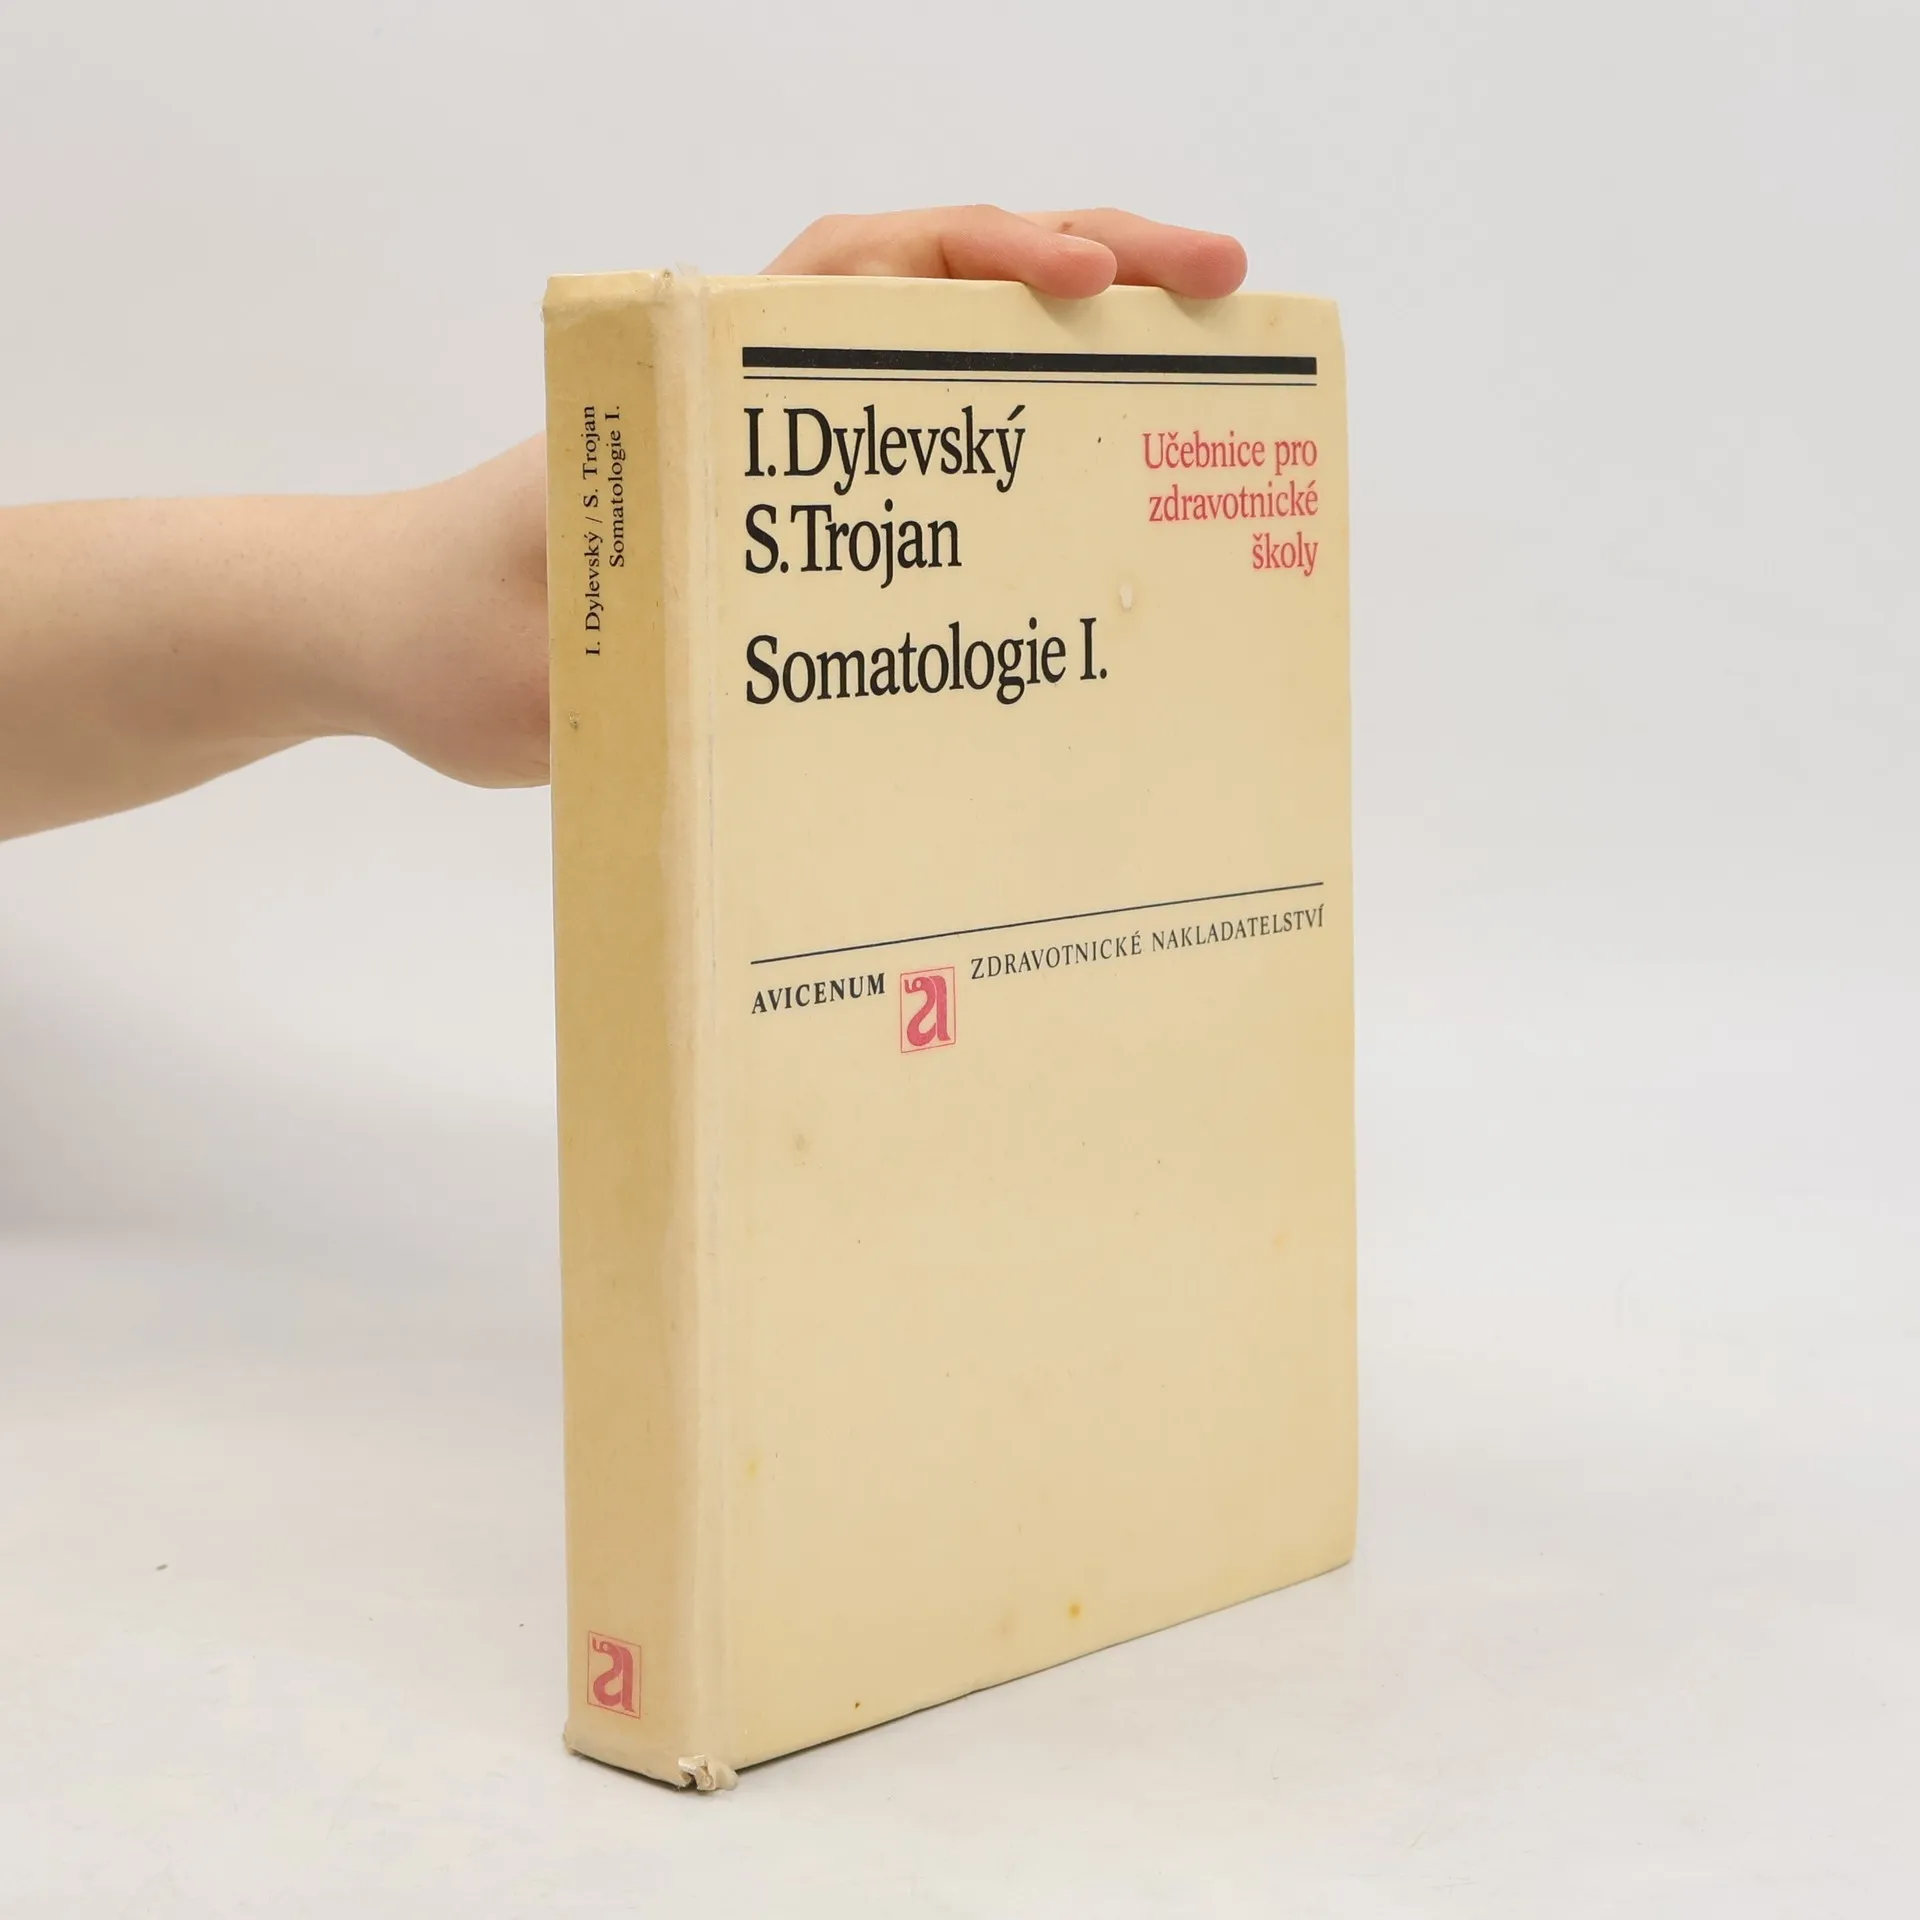 I. Dylevský / S. Trojan
Somatologie I.
I. Dylevský
S. Trojan
Učebnice pro
zdravotnické
školy
Somatologie I.
AVICENUM a ZDRAVOTNICKÉ NAKLADATELSTVÍ
a